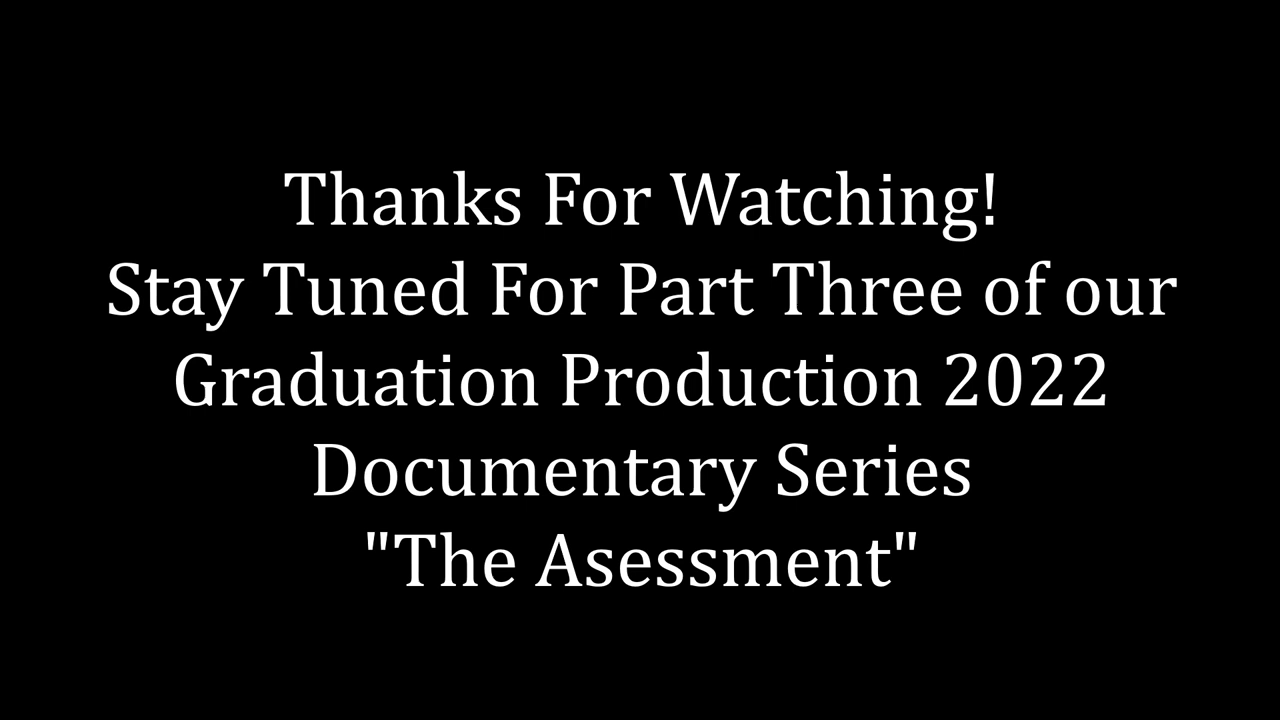 Thanks For Watching!
Stay Tuned For Part Three of our
Graduation Production 2022
Documentary Series
"The Asessment"